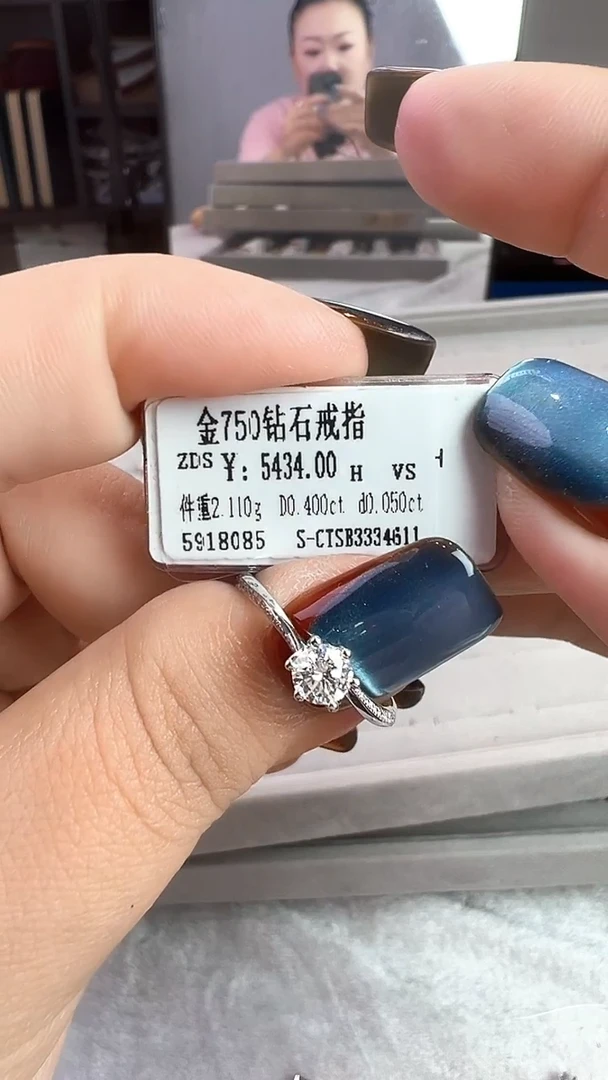 金750钻石戒指
ZDS ￥: 5434.00 H VS
件重2.110g D0.400ct d0.050ct
5918085 S-CTSB3334611